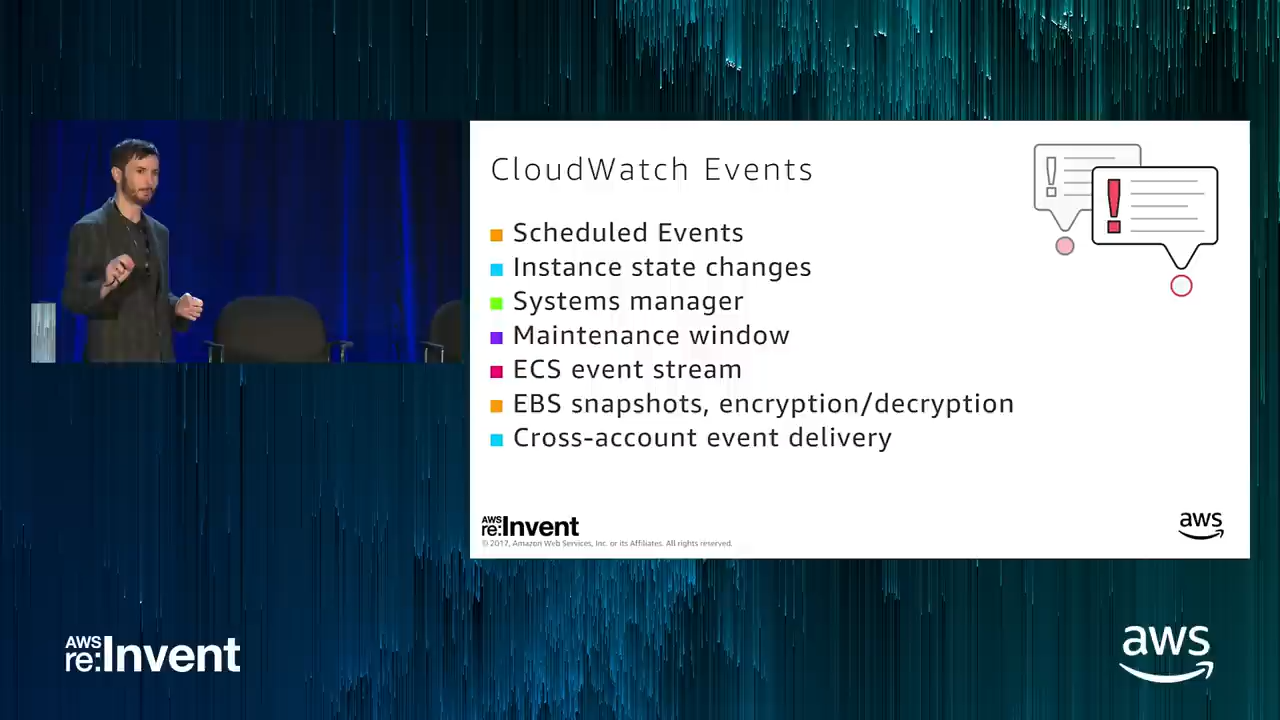 CloudWatch Events
Scheduled Events
Instance state changes
Systems manager
Maintenance window
ECS event stream
EBS snapshots, encryption/decryption
Cross-account event delivery
AWS
re:Invent
© 2017, Amazon Web Services, Inc. or its Affiliates. All rights reserved.
aws
AWS
re:Invent
aws